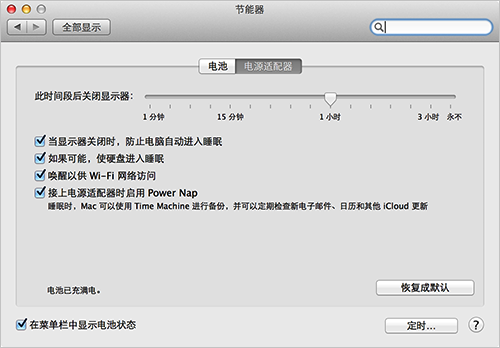 节能器
全部显示
电池 电源适配器
此时间段后关闭显示器:
1 分钟 15 分钟 1 小时 3 小时 永不
当显示器关闭时，防止电脑自动进入睡眠
如果可能，使硬盘进入睡眠
唤醒以供 Wi-Fi 网络访问
接上电源适配器时启用 Power Nap
睡眠时，Mac 可以使用 Time Machine 进行备份，并可以定期检查新电子邮件、日历和其他 iCloud 更新
电池已充满电。
恢复成默认
在菜单栏中显示电池状态
定时... ?